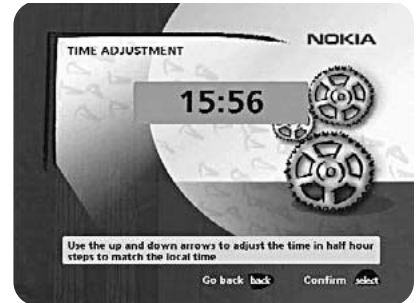 NOKIA
TIME ADJUSTMENT
15:56
Use the up and down arrows to adjust the time in half hour
steps to match the local time
Go back back Confirm select